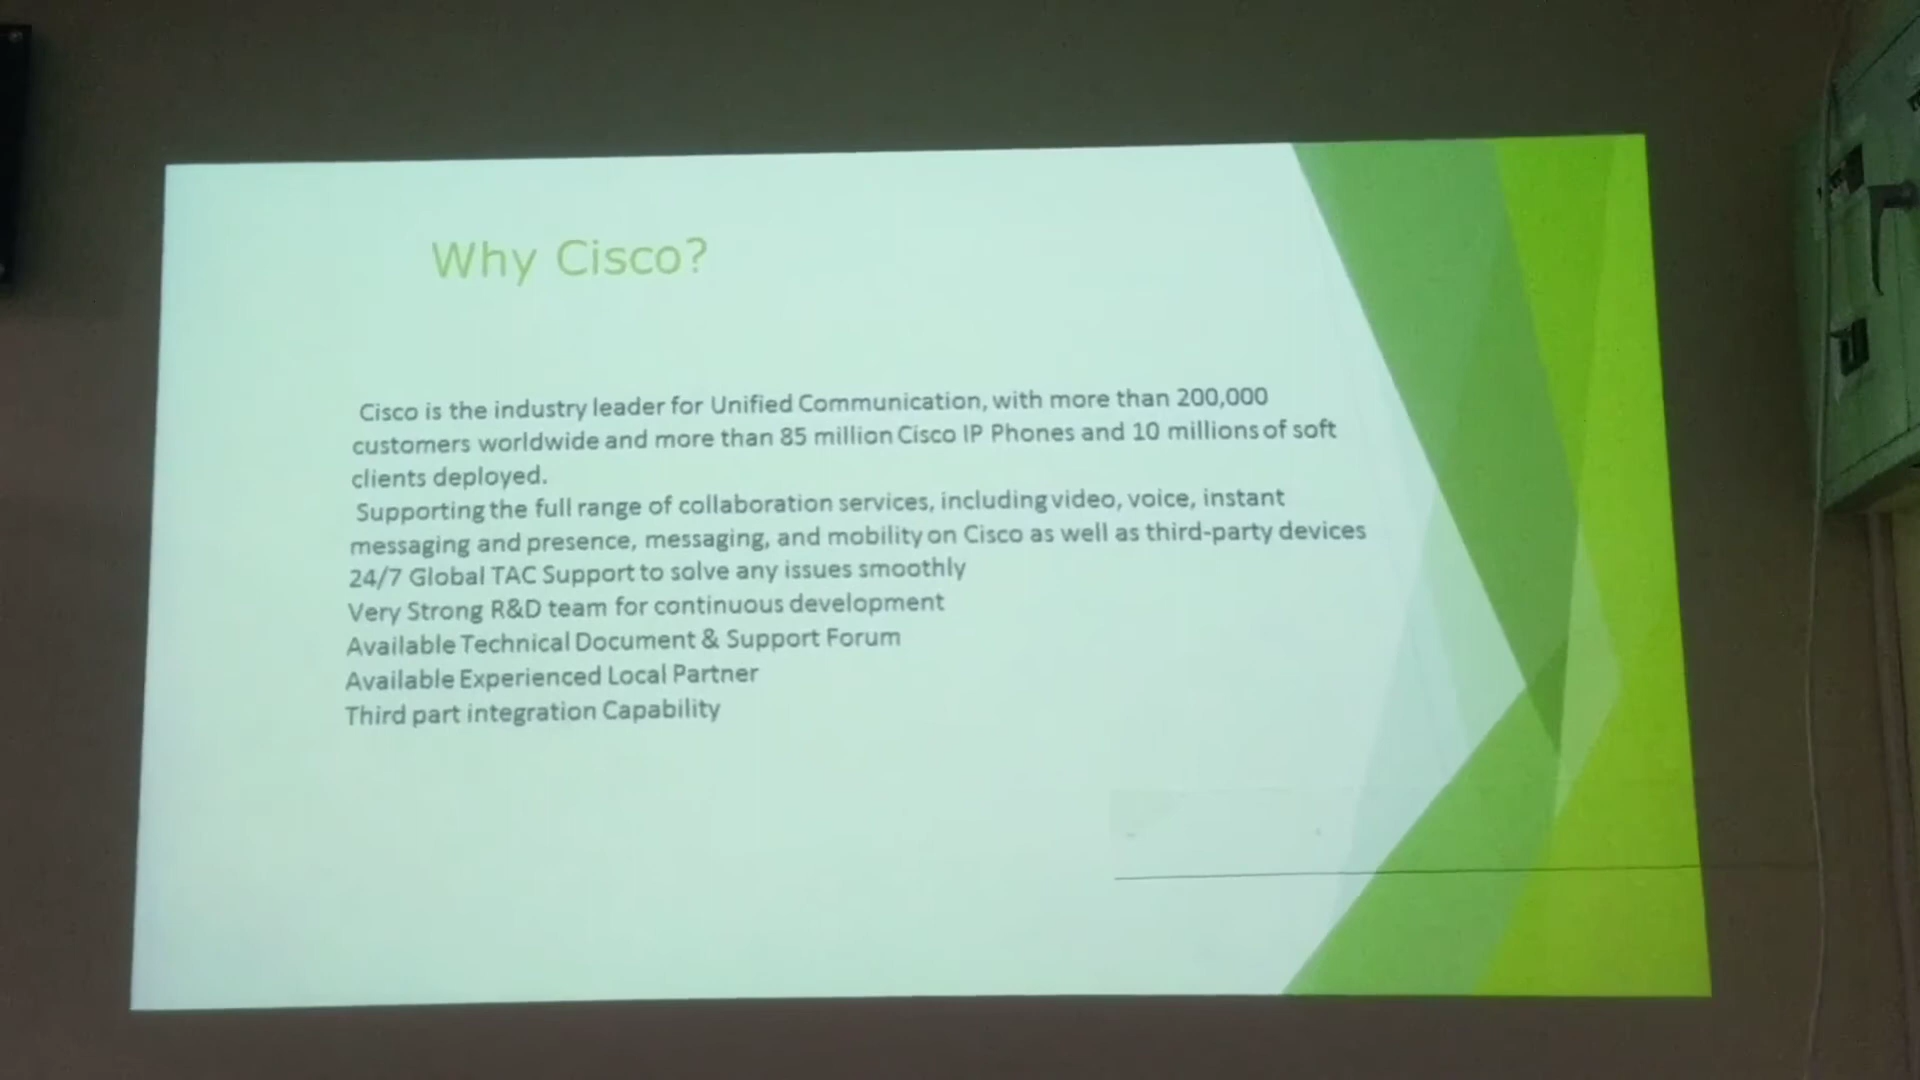 Why Cisco?
Cisco is the industry leader for Unified Communication, with more than 200,000
customers worldwide and more than 85 million Cisco IP Phones and 10 millions of soft
clients deployed.
Supporting the full range of collaboration services, including video, voice, instant
messaging and presence, messaging, and mobility on Cisco as well as third-party devices
24/7 Global TAC Support to solve any issues smoothly
Very Strong R&D team for continuous development
Available Technical Document & Support Forum
Available Experienced Local Partner
Third part integration Capability